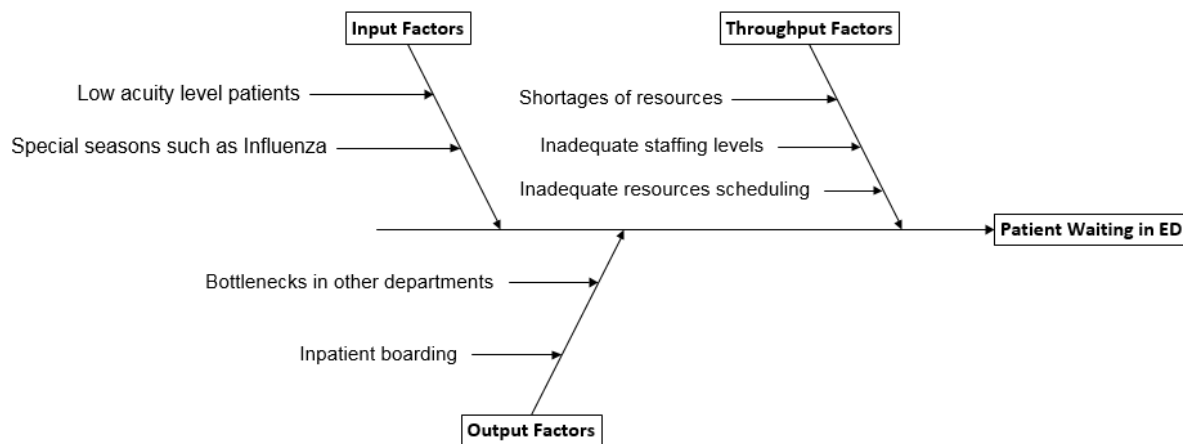 Input Factors
Throughput Factors
Low acuity level patients
Shortages of resources
Special seasons such as Influenza
Inadequate staffing levels
Inadequate resources scheduling
Patient Waiting in ED
Bottlenecks in other departments
Inpatient boarding
Output Factors